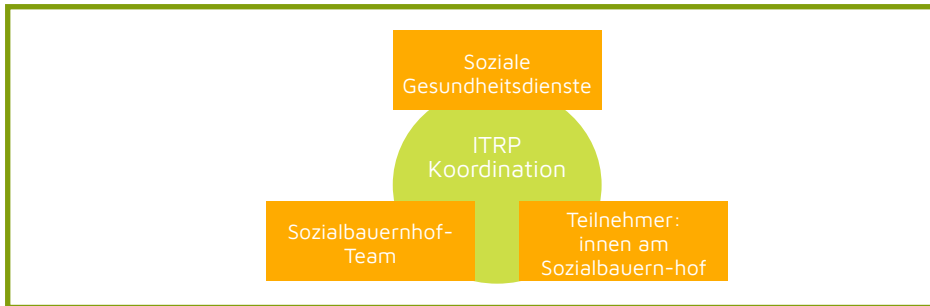 Soziale
Gesundheitsdienste
ITRP
Koordination
Sozialbauernhof-
Team
Teilnehmer:
innen am
Sozialbauern-hof